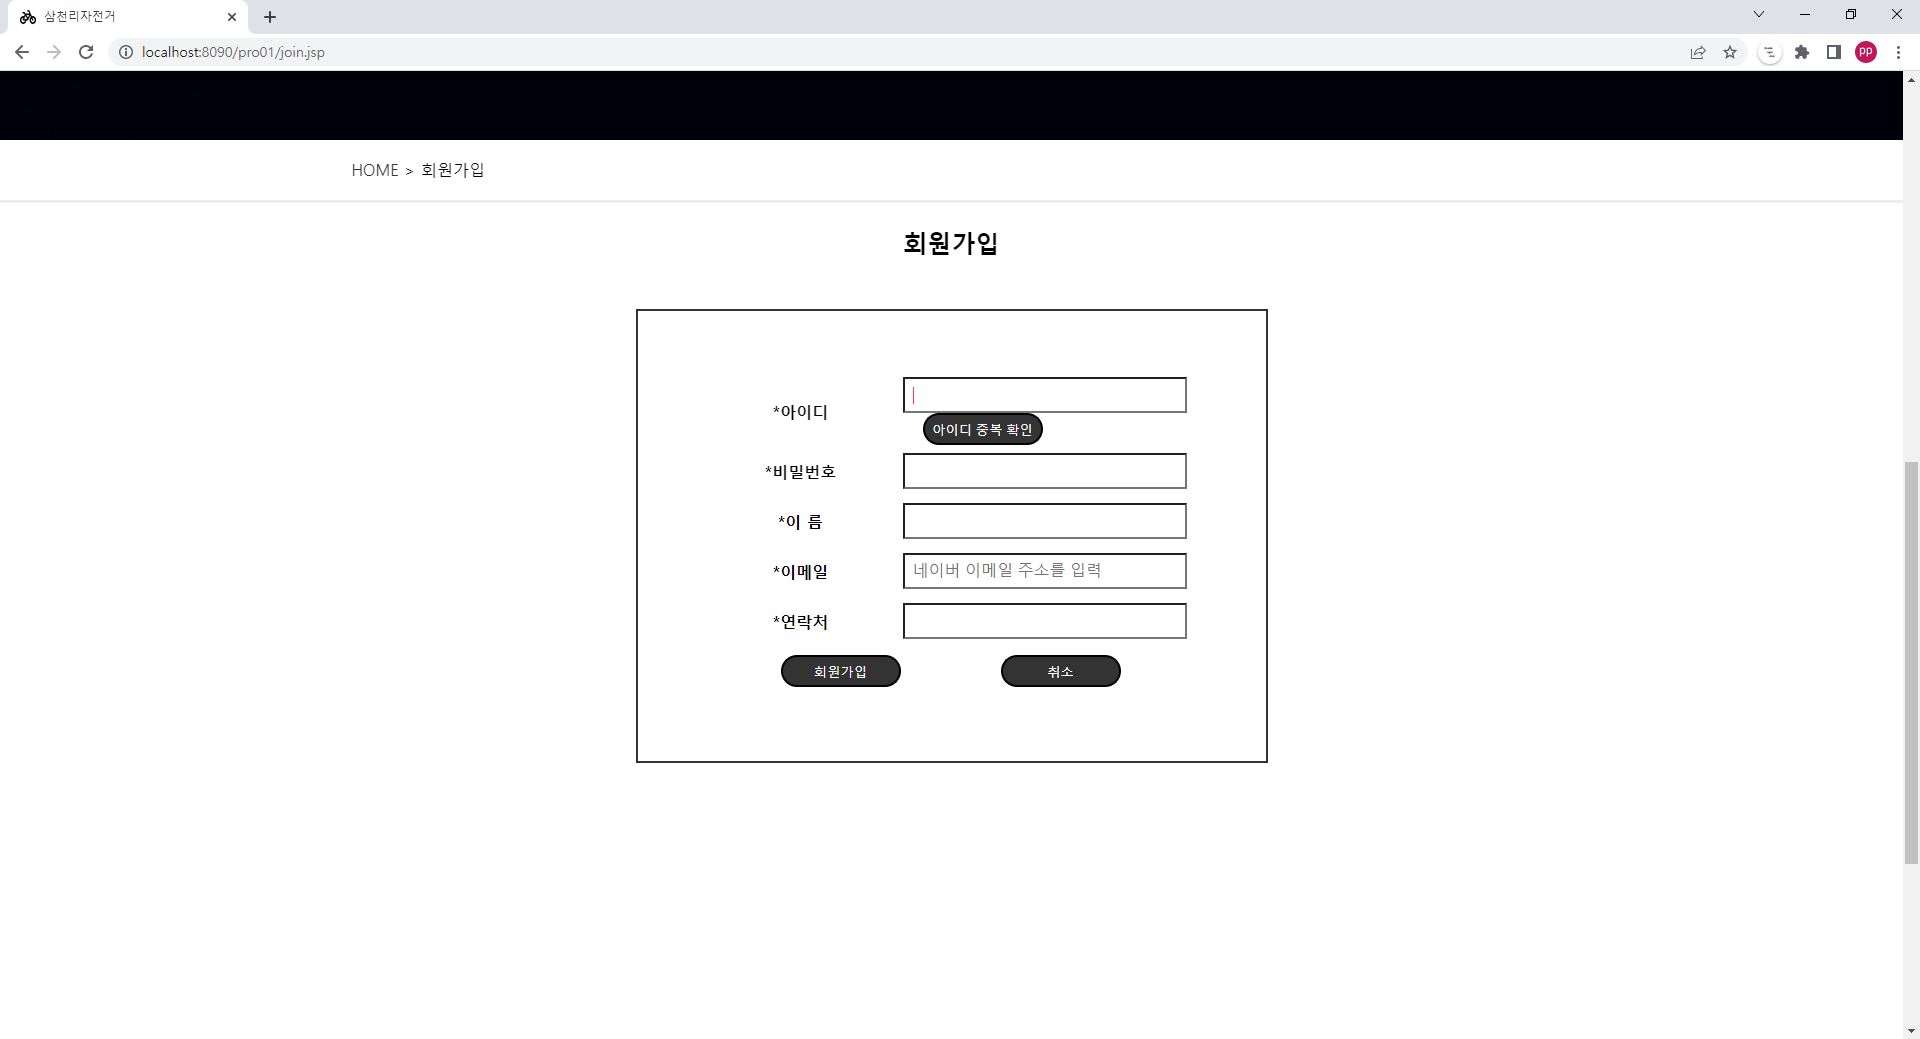 삼천리자전거
localhost:8090/pro01/join.jsp
pp
HOME > 회원가입
회원가입
*아이디
아이디 중복 확인
*비밀번호
*이 름
*이메일 네이버 이메일 주소를 입력
*연락처
회원가입 취소